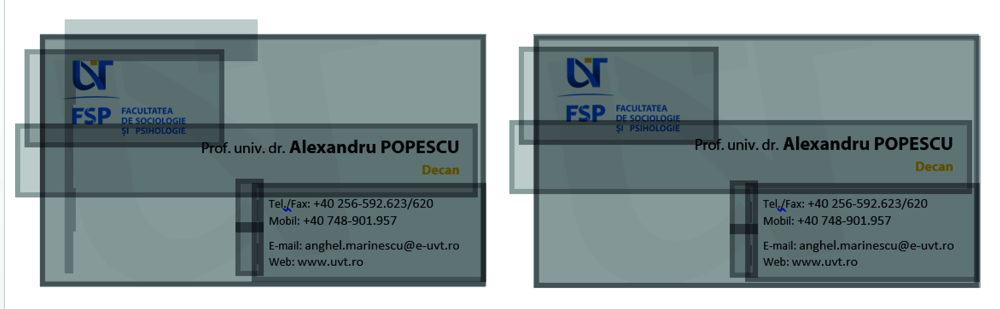 UVT
FSP
FACULTATEA
DE SOCIOLOGIE
ȘI PSIHOLOGIE
Prof. univ. dr. Alexandru POPESCU
Decan
Tel./Fax: +40 256-592.623/620
Mobil: +40 748-901.957
E-mail: anghel.marinescu@e-uvt.ro
Web: www.uvt.ro
UVT
FSP
FACULTATEA
DE SOCIOLOGIE
ȘI PSIHOLOGIE
Prof. univ. dr. Alexandru POPESCU
Decan
Tel./Fax: +40 256-592.623/620
Mobil: +40 748-901.957
E-mail: anghel.marinescu@e-uvt.ro
Web: www.uvt.ro